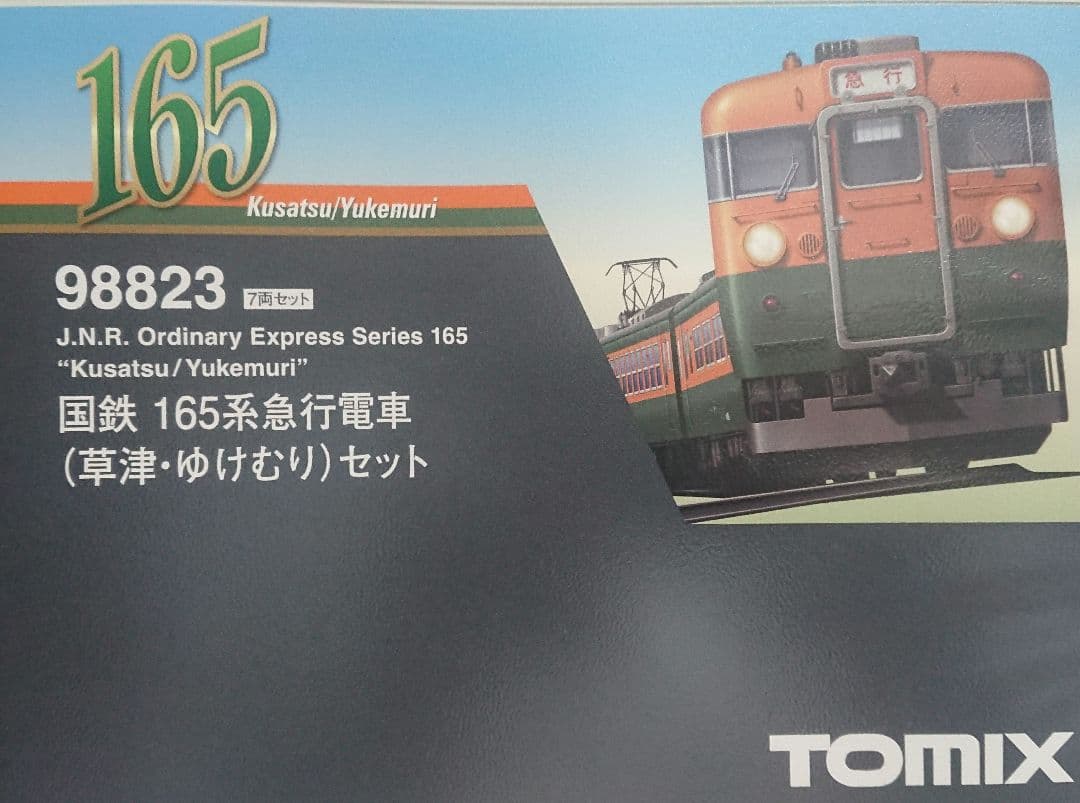 165
急行
Kusatsu/Yukemuri
98823 7両セット
J.N.R. Ordinary Express Series 165
“Kusatsu/Yukemuri”
国鉄 165系急行電車
(草津・ゆけむり)セット
TOMIX